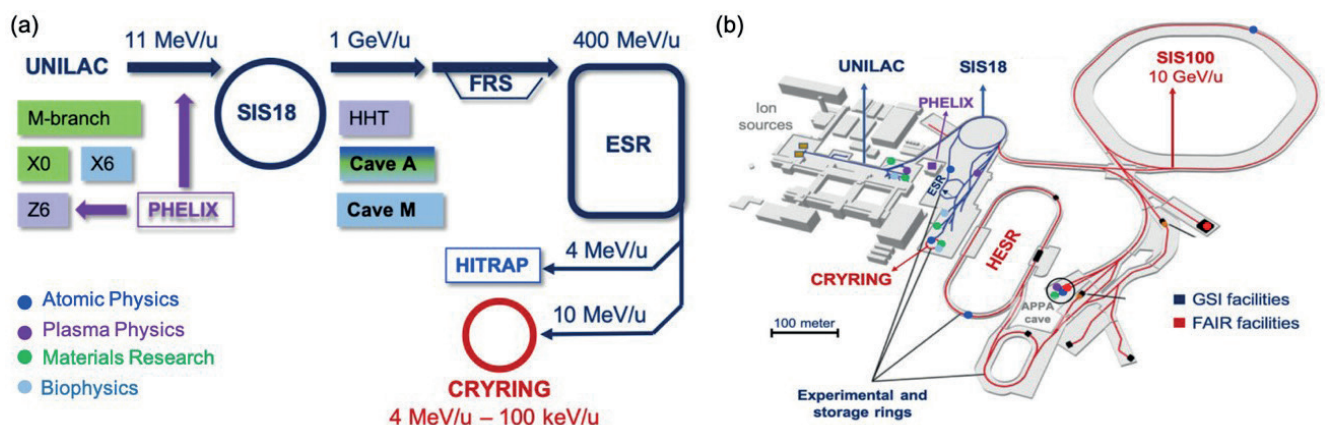 (a)
11 MeV/u
1 GeV/u
400 MeV/u
UNILAC
SIS18
FRS
ESR
M-branch
X0
X6
Z6
PHELIX
HHT
Cave A
Cave M
HITRAP
4 MeV/u
10 MeV/u
CRYRING
4 MeV/u – 100 keV/u
Atomic Physics
Plasma Physics
Materials Research
Biophysics
(b)
UNILAC
SIS18
SIS100
10 GeV/u
PHELIX
Ion
sources
ESR
CRYRING
HESR
APPA
cave
100 meter
GSI facilities
FAIR facilities
Experimental and
storage rings